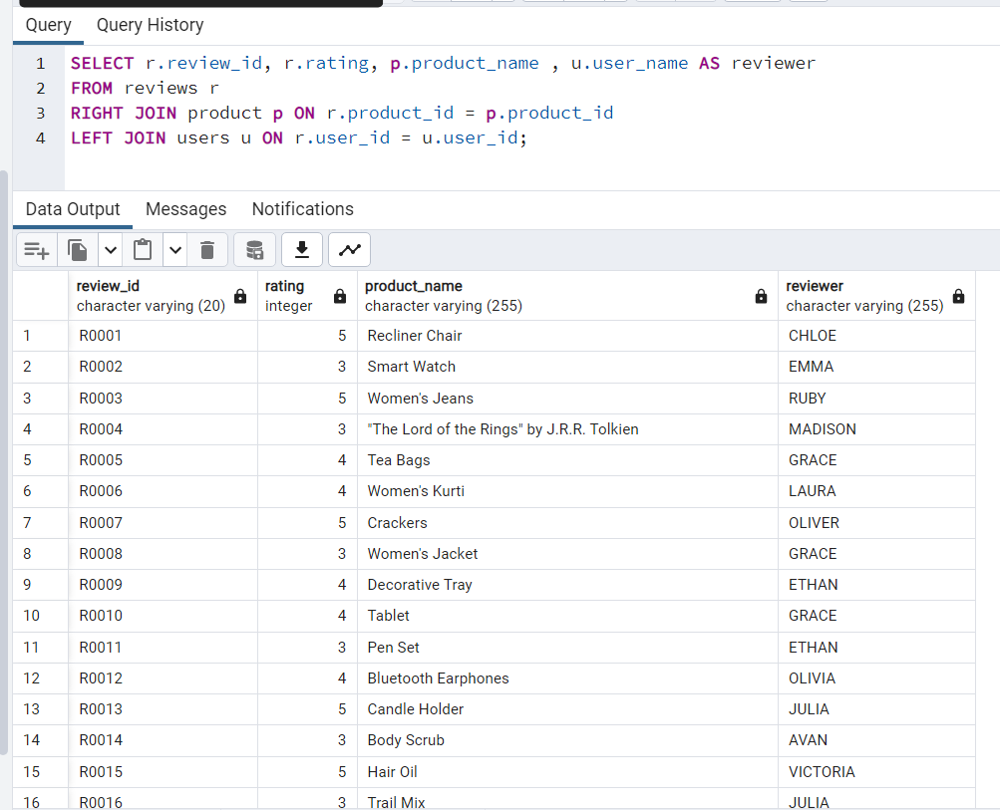 Query Query History
1 SELECT r.review_id, r.rating, p.product_name , u.user_name AS reviewer
2 FROM reviews r
3 RIGHT JOIN product p ON r.product_id = p.product_id
4 LEFT JOIN users u ON r.user_id = u.user_id;
Data Output Messages Notifications
review_id rating product_name reviewer
character varying (20) integer character varying (255) character varying (255)
1 R0001 5 Recliner Chair CHLOE
2 R0002 3 Smart Watch EMMA
3 R0003 5 Women's Jeans RUBY
4 R0004 3 "The Lord of the Rings" by J.R.R. Tolkien MADISON
5 R0005 4 Tea Bags GRACE
6 R0006 4 Women's Kurti LAURA
7 R0007 5 Crackers OLIVER
8 R0008 3 Women's Jacket GRACE
9 R0009 4 Decorative Tray ETHAN
10 R0010 4 Tablet GRACE
11 R0011 3 Pen Set ETHAN
12 R0012 4 Bluetooth Earphones OLIVIA
13 R0013 5 Candle Holder JULIA
14 R0014 3 Body Scrub AVAN
15 R0015 5 Hair Oil VICTORIA
16 R0016 3 Trail Mix JULIA